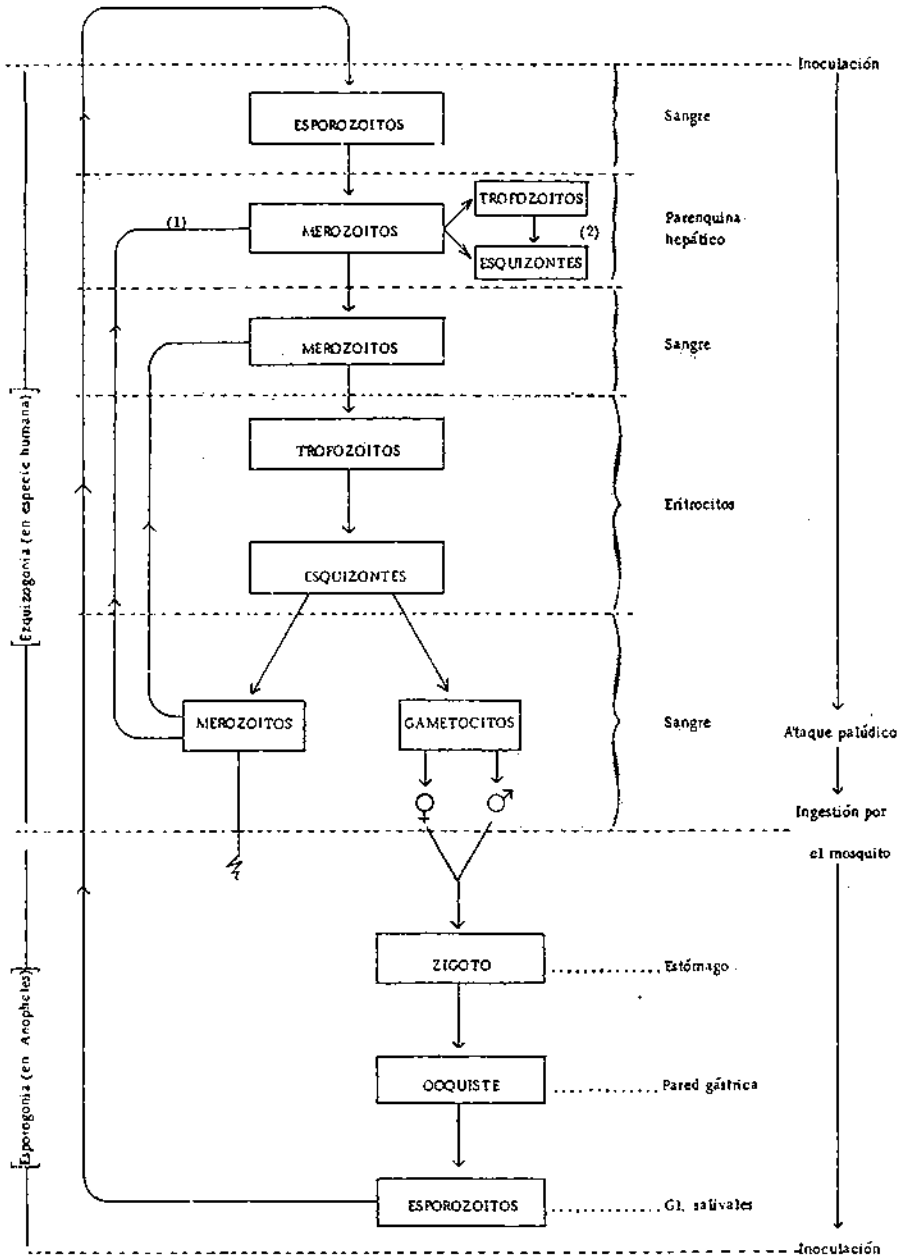 Inoculación
ESPOROZOITOS
Sangre
(1)
MEROZOITOS
TROFOZOITOS
(2)
ESQUIZONTES
Parenquina
hepático
MEROZOITOS
Sangre
[Ezquizogonia (en especie humana)]
TROFOZOITOS
Eritrocitos
ESQUIZONTES
MEROZOITOS
GAMETOCITOS
♀ ♂
Sangre
Ataque palúdico
Ingestión por
el mosquito
[Esporogonia (en Anopheles)]
ZIGOTO
.......... Estómago
OOQUISTE
.......... Pared gástrica
ESPOROZOITOS
.......... Gl. salivales
Inoculación